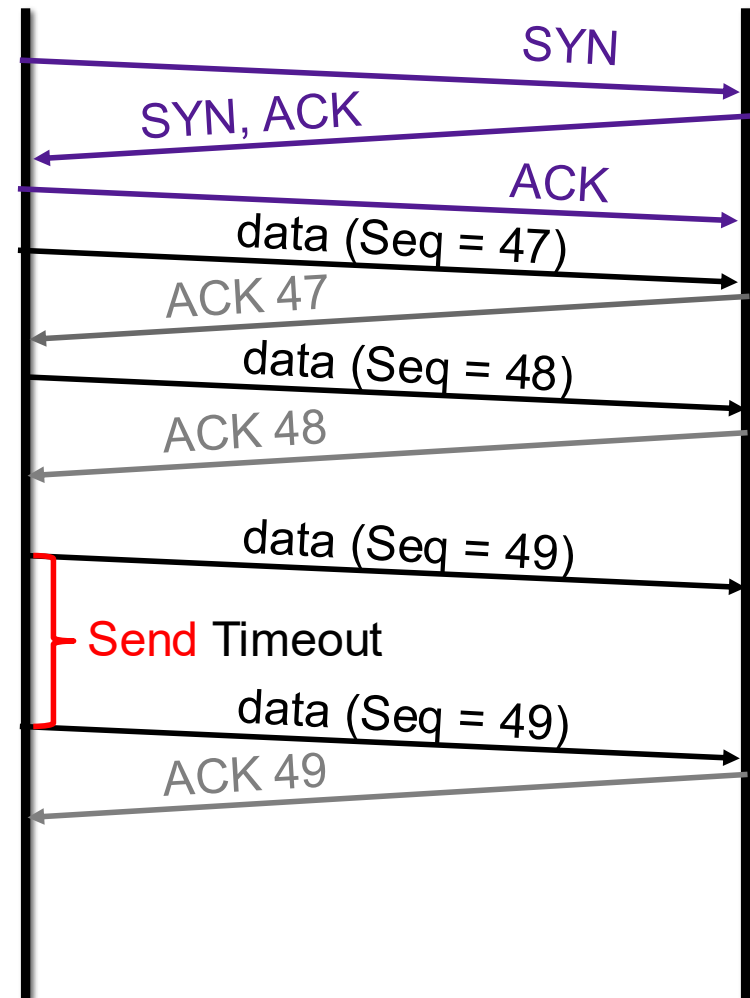 SYN
SYN, ACK
ACK
data (Seq = 47)
ACK 47
data (Seq = 48)
ACK 48
data (Seq = 49)
Send Timeout
data (Seq = 49)
ACK 49